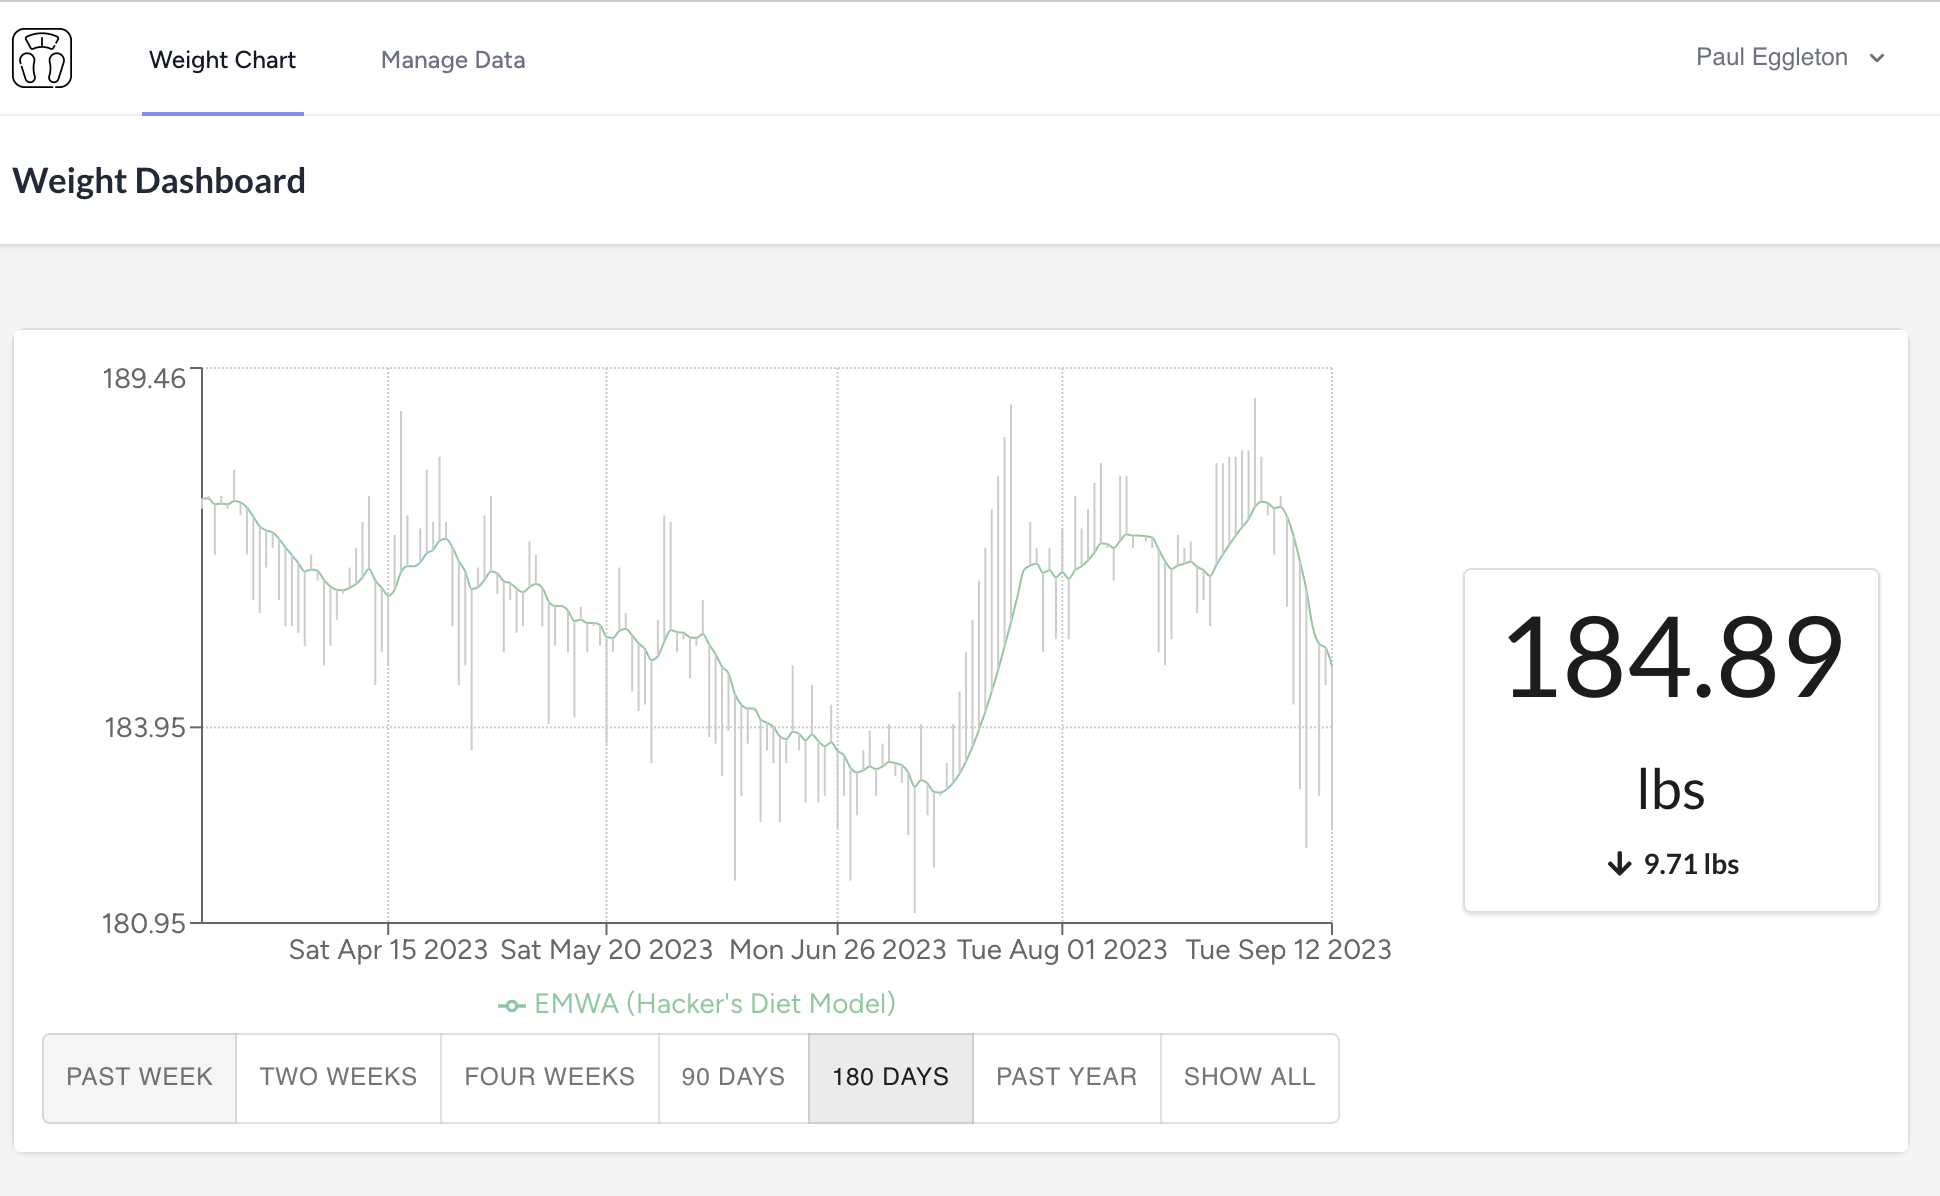 Weight Chart
Manage Data
Paul Eggleton
Weight Dashboard
189.46
183.95
180.95
Sat Apr 15 2023
Sat May 20 2023
Mon Jun 26 2023
Tue Aug 01 2023
Tue Sep 12 2023
EMWA (Hacker's Diet Model)
PAST WEEK
TWO WEEKS
FOUR WEEKS
90 DAYS
180 DAYS
PAST YEAR
SHOW ALL
184.89
lbs
↓ 9.71 lbs